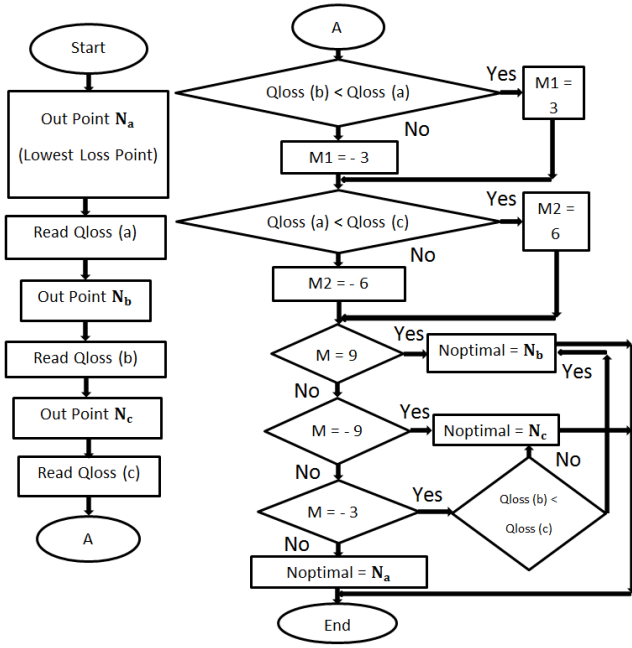 Start
Out Point Na
(Lowest Loss Point)
Read Qloss (a)
Out Point Nb
Read Qloss (b)
Out Point Nc
Read Qloss (c)
A
A
Qloss (b) < Qloss (a)
Yes
M1 =
3
No
M1 = - 3
Qloss (a) < Qloss (c)
Yes
M2 =
6
No
M2 = - 6
M = 9
Yes
Noptimal = Nb
Yes
No
M = - 9
Yes
Noptimal = Nc
No
No
M = - 3
Yes
Qloss (b) <
Qloss (c)
No
Noptimal = Na
End